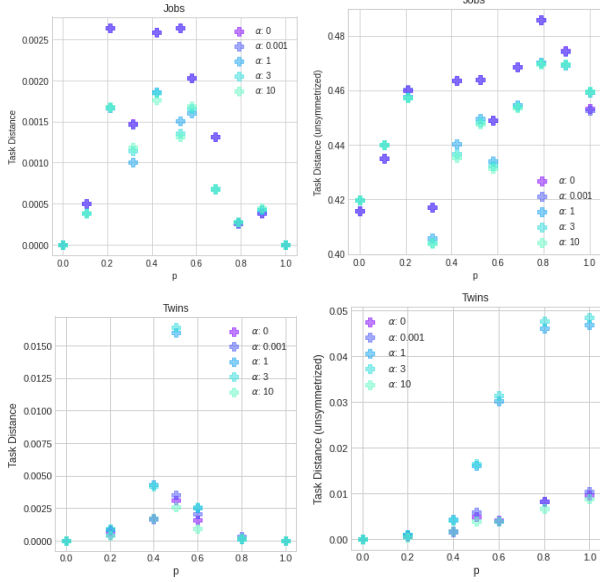 Jobs
Task Distance
0.0025
0.0020
0.0015
0.0010
0.0005
0.0000
α: 0
α: 0.001
α: 1
α: 3
α: 10
0.0 0.2 0.4 0.6 0.8 1.0
p
Jobs
Task Distance (unsymmetrized)
0.48
0.46
0.44
0.42
0.40
α: 0
α: 0.001
α: 1
α: 3
α: 10
0.0 0.2 0.4 0.6 0.8 1.0
p
Twins
Task Distance
0.0150
0.0125
0.0100
0.0075
0.0050
0.0025
0.0000
α: 0
α: 0.001
α: 1
α: 3
α: 10
0.0 0.2 0.4 0.6 0.8 1.0
p
Twins
Task Distance (unsymmetrized)
0.05
0.04
0.03
0.02
0.01
0.00
α: 0
α: 0.001
α: 1
α: 3
α: 10
0.0 0.2 0.4 0.6 0.8 1.0
p